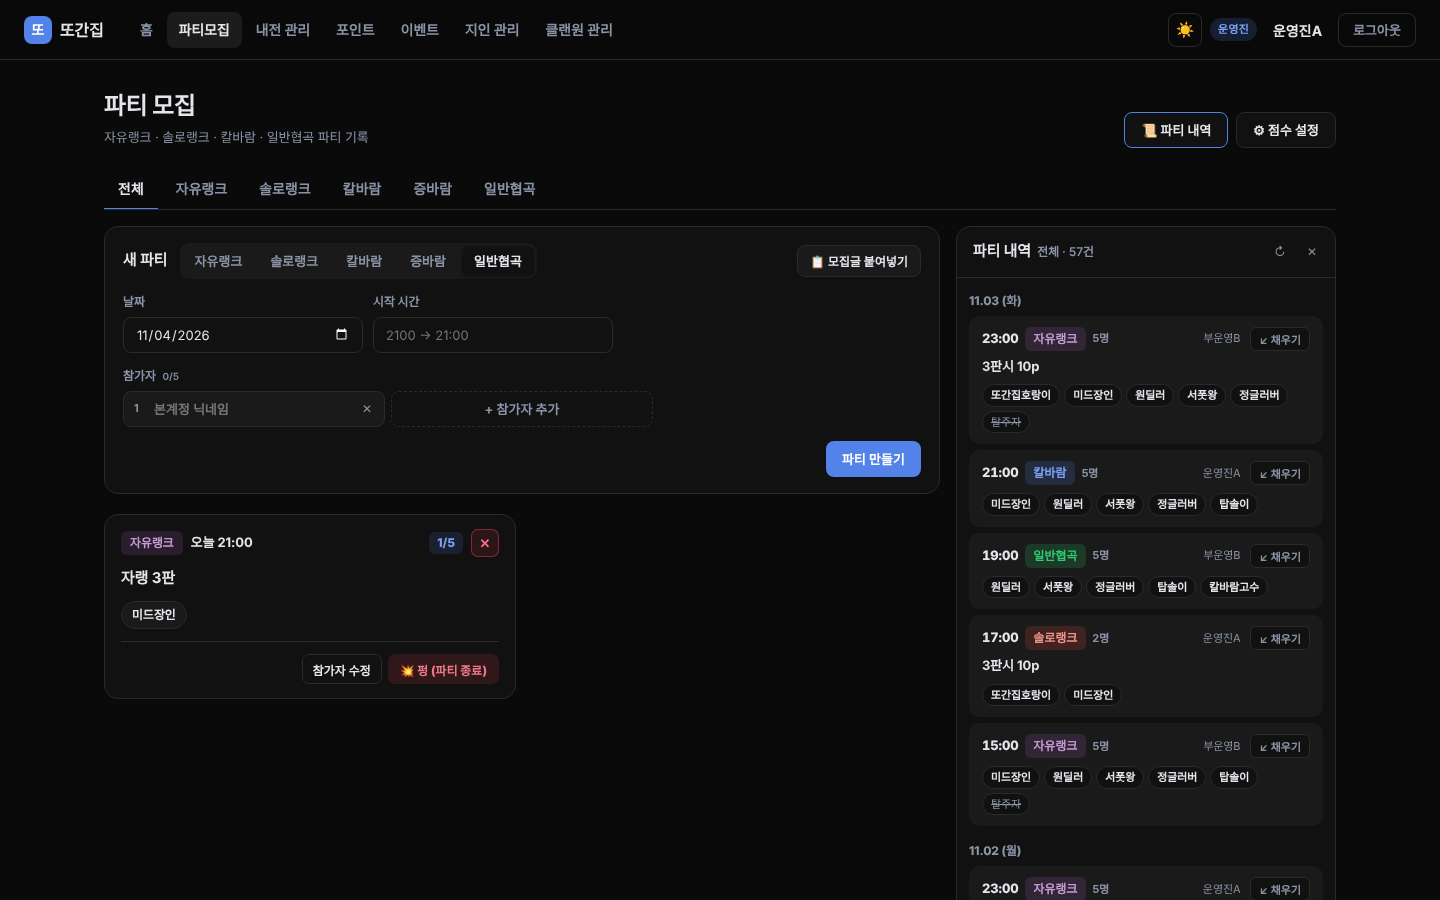 또 또간집 홈 파티모집 내전 관리 포인트 이벤트 지인 관리 클랜원 관리 ☀️ 운영진 운영진A 로그아웃
파티 모집
자유랭크 · 솔로랭크 · 칼바람 · 일반협곡 파티 기록
📜 파티 내역 ⚙ 점수 설정
전체 자유랭크 솔로랭크 칼바람 증바람 일반협곡
새 파티 자유랭크 솔로랭크 칼바람 증바람 일반협곡 📋 모집글 붙여넣기
날짜 시작 시간
11/04/2026 2100 → 21:00
참가자 0/5
1 본계정 닉네임 × + 참가자 추가
파티 만들기
자유랭크 오늘 21:00 1/5 ×
자랭 3판
미드장인
참가자 수정 💥 펑 (파티 종료)
파티 내역 전체 · 57건 ↻ ×
11.03 (화)
23:00 자유랭크 5명 부운영B ↙ 채우기
3판시 10p
또간집호랑이 미드장인 원딜러 서폿왕 정글러버
탈주자
21:00 칼바람 5명 운영진A ↙ 채우기
미드장인 원딜러 서폿왕 정글러버 탑솔이
19:00 일반협곡 5명 부운영B ↙ 채우기
원딜러 서폿왕 정글러버 탑솔이 칼바람고수
17:00 솔로랭크 2명 운영진A ↙ 채우기
3판시 10p
또간집호랑이 미드장인
15:00 자유랭크 5명 부운영B ↙ 채우기
미드장인 원딜러 서폿왕 정글러버 탑솔이
탈주자
11.02 (월)
23:00 자유랭크 5명 운영진A ↙ 채우기